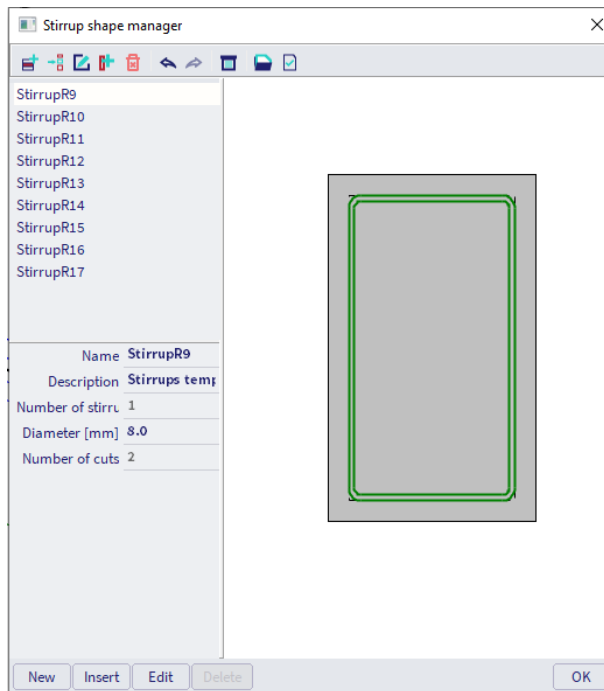 Stirrup shape manager
StirrupR9
StirrupR10
StirrupR11
StirrupR12
StirrupR13
StirrupR14
StirrupR15
StirrupR16
StirrupR17
Name StirrupR9
Description Stirrups temp
Number of stirru 1
Diameter [mm] 8.0
Number of cuts 2
New Insert Edit Delete OK